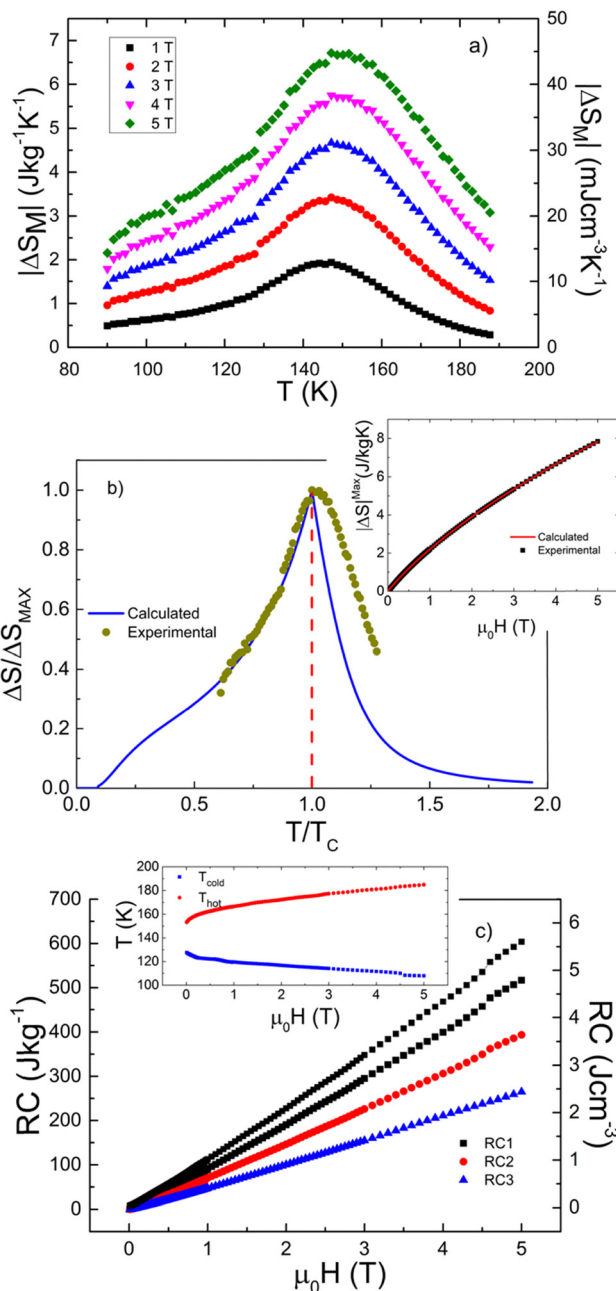 a)
1 T
2 T
3 T
4 T
5 T
|ΔS_M| (Jkg⁻¹K⁻¹)
7
6
5
4
3
2
1
0
|ΔS_M| (mJcm⁻³K⁻¹)
50
40
30
20
10
0
80 100 120 140 160 180 200
T (K)
b)
ΔS/ΔS_MAX
1.0
0.8
0.6
0.4
0.2
0.0
Calculated
Experimental
0.0 0.5 1.0 1.5 2.0
T/T_C
|ΔS|^Max(J/kgK)
8
6
4
2
0
Calculated
Experimental
0 1 2 3 4 5
μ₀H (T)
c)
T (K)
200
180
160
140
120
100
T_cold
T_hot
0 1 2 3 4 5
μ₀H (T)
RC (Jkg⁻¹)
700
600
500
400
300
200
100
0
RC (Jcm⁻³)
6
5
4
3
2
1
0
RC1
RC2
RC3
0 1 2 3 4 5
μ₀H (T)